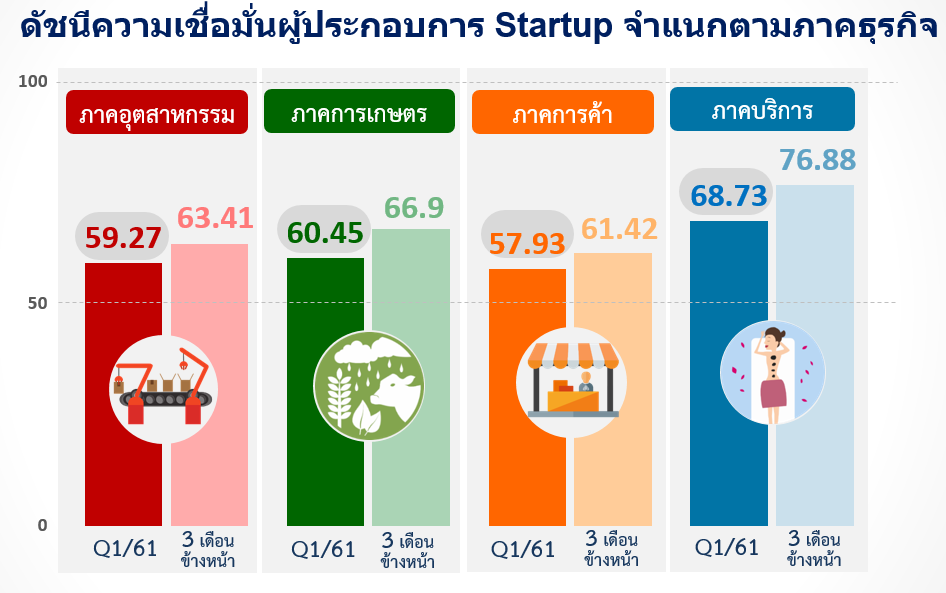 ดัชนีความเชื่อมั่นผู้ประกอบการ Startup จำแนกตามภาคธุรกิจ
100
50
0
ภาคอุตสาหกรรม
59.27
63.41
Q1/61
3 เดือน
ข้างหน้า
ภาคการเกษตร
60.45
66.9
Q1/61
3 เดือน
ข้างหน้า
ภาคการค้า
57.93
61.42
Q1/61
3 เดือน
ข้างหน้า
ภาคบริการ
68.73
76.88
Q1/61
3 เดือน
ข้างหน้า